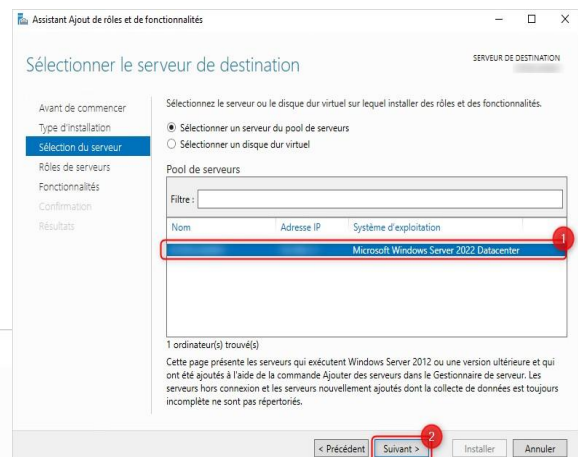 Assistant Ajout de rôles et de fonctionnalités
Sélectionner le serveur de destination
SERVEUR DE DESTINATION
Avant de commencer
Type d'installation
Sélection du serveur
Rôles de serveurs
Fonctionnalités
Confirmation
Résultats
Sélectionnez le serveur ou le disque dur virtuel sur lequel installer des rôles et des fonctionnalités.
Sélectionner un serveur du pool de serveurs
Sélectionner un disque dur virtuel
Pool de serveurs
Filtre :
Nom Adresse IP Système d'exploitation
1
Microsoft Windows Server 2022 Datacenter
1 ordinateur(s) trouvé(s)
Cette page présente les serveurs qui exécutent Windows Server 2012 ou une version ultérieure et qui
ont été ajoutés à l'aide de la commande Ajouter des serveurs dans le Gestionnaire de serveur. Les
serveurs hors connexion et les serveurs nouvellement ajoutés dont la collecte de données est toujours
incomplète ne sont pas répertoriés.
2
< Précédent Suivant > Installer Annuler